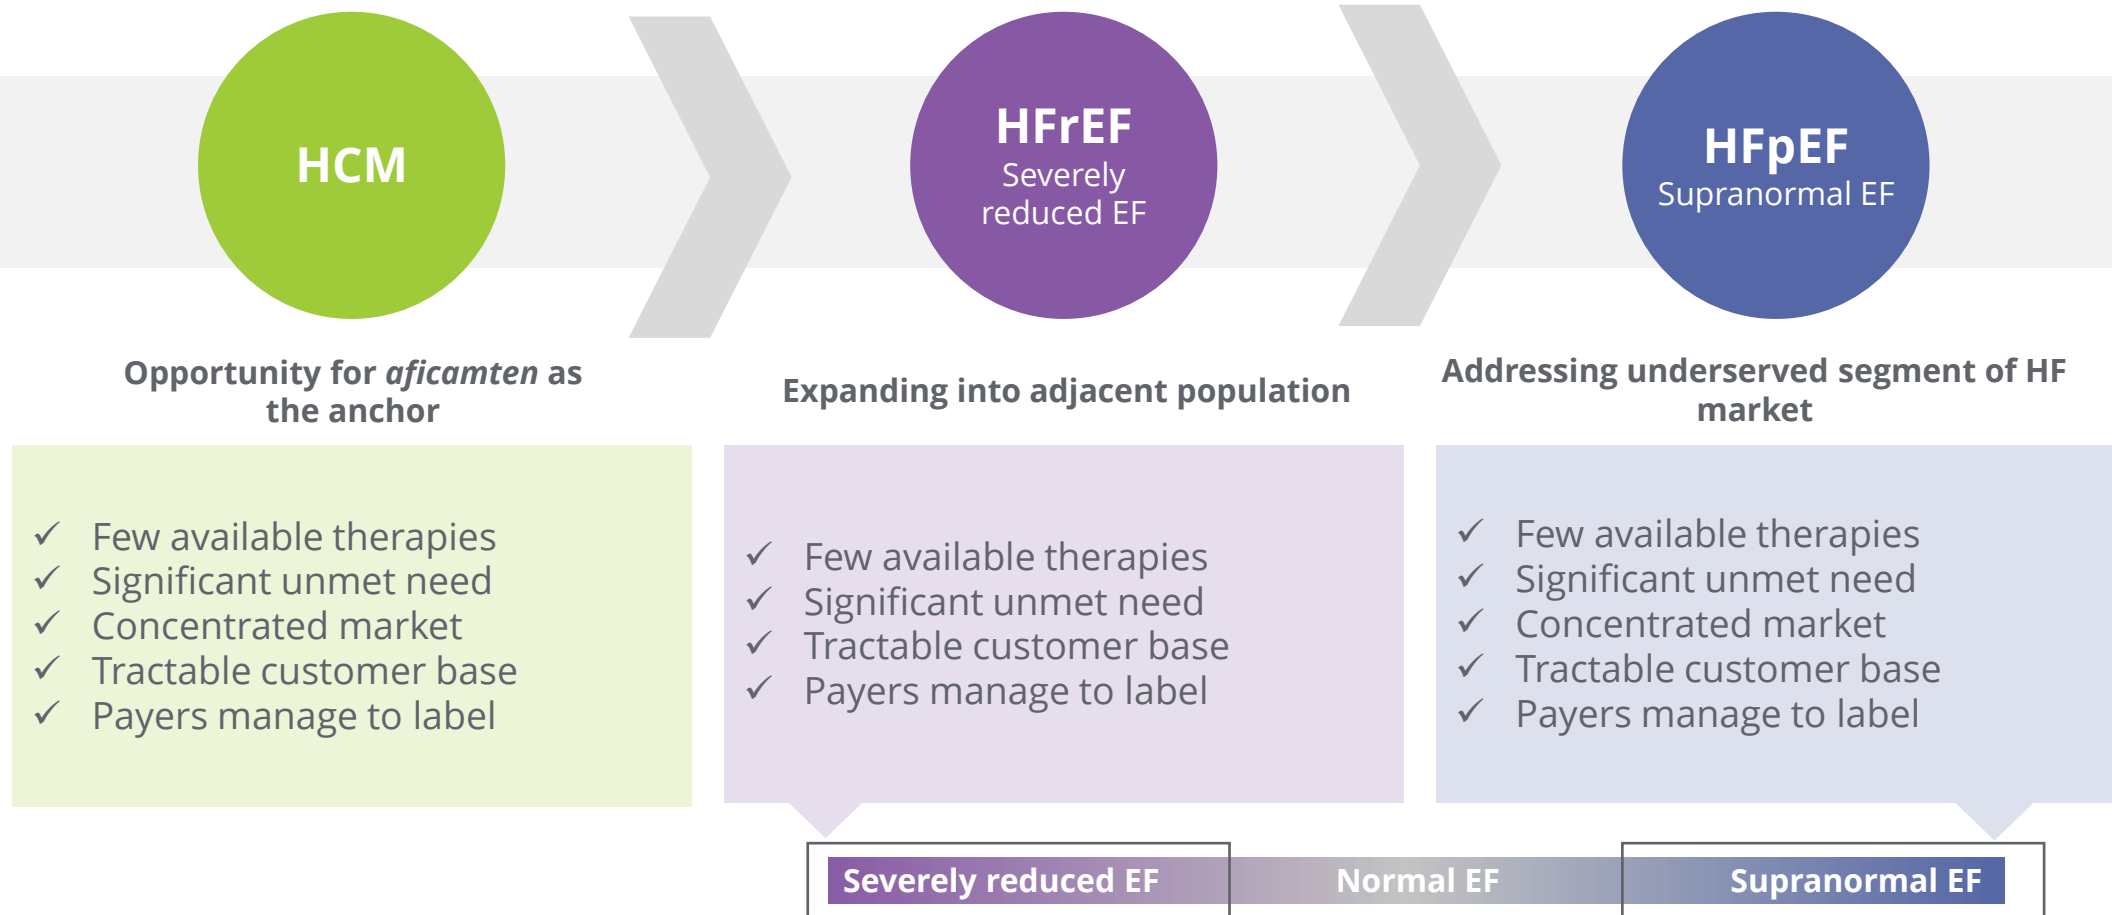 HCM
HFrEF
Severely
reduced EF
HFpEF
Supranormal EF
Opportunity for aficamten as
the anchor
Expanding into adjacent population
Addressing underserved segment of HF
market
✓ Few available therapies
✓ Significant unmet need
✓ Concentrated market
✓ Tractable customer base
✓ Payers manage to label
✓ Few available therapies
✓ Significant unmet need
✓ Tractable customer base
✓ Payers manage to label
✓ Few available therapies
✓ Significant unmet need
✓ Concentrated market
✓ Tractable customer base
✓ Payers manage to label
Severely reduced EF
Normal EF
Supranormal EF